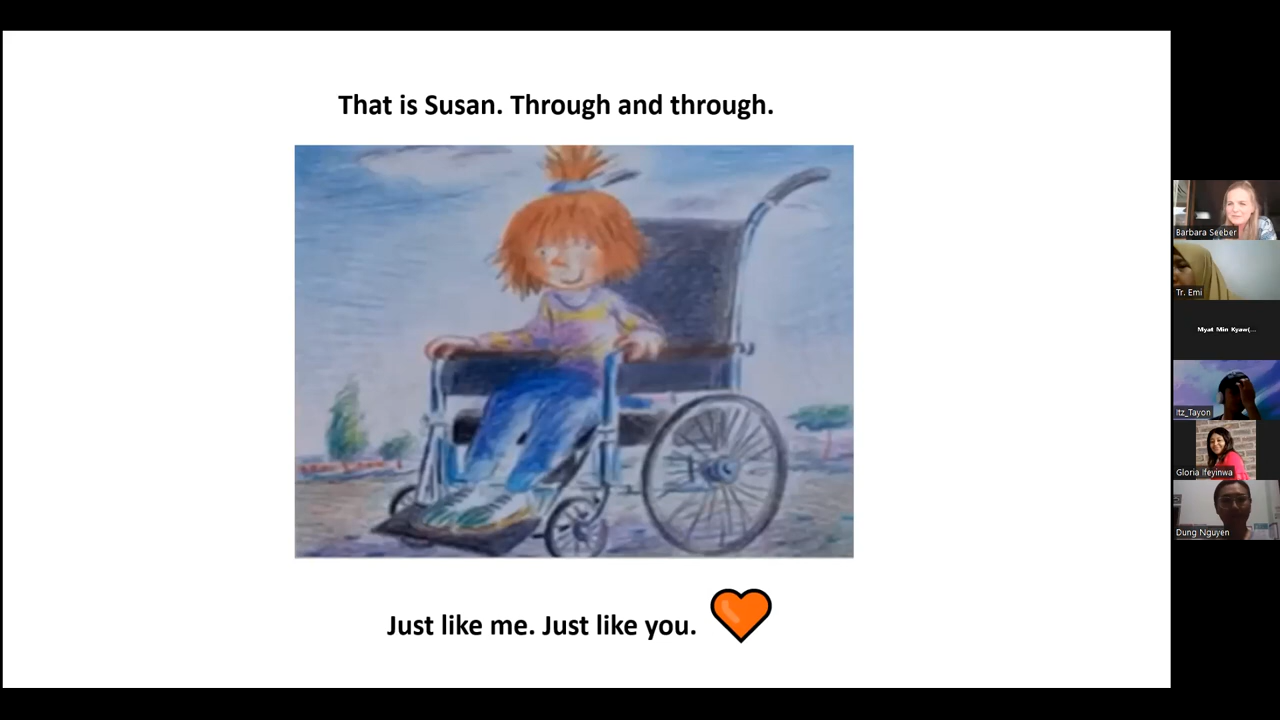 That is Susan. Through and through.
Just like me. Just like you.
Barbara Seeber
Tr. Emi
Myat Min Kyaw(...
Itz_Tayon
Gloria Ifeyinwa
Dung Nguyen